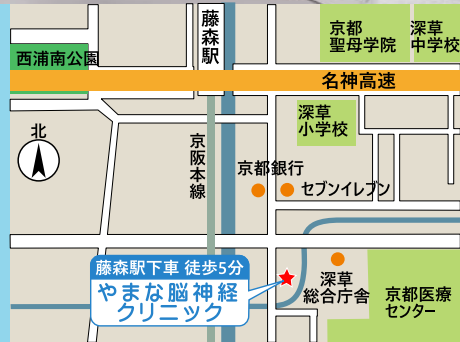 藤森駅
京都
聖母学院
深草
中学校
西浦南公園
名神高速
深草
小学校
北
京阪本線
京都銀行
セブンイレブン
藤森駅下車 徒歩5分
やまな脳神経
クリニック
深草
総合庁舎
京都医療
センター